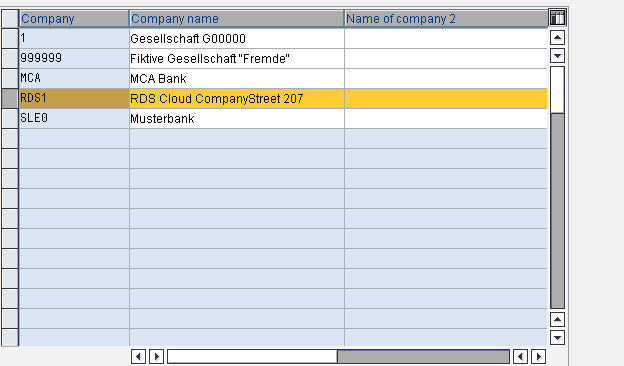 Company Company name Name of company 2
1 Gesellschaft G00000
999999 Fiktive Gesellschaft "Fremde"
MCA MCA Bank
RDS1 RDS Cloud CompanyStreet 207
SLE0 Musterbank